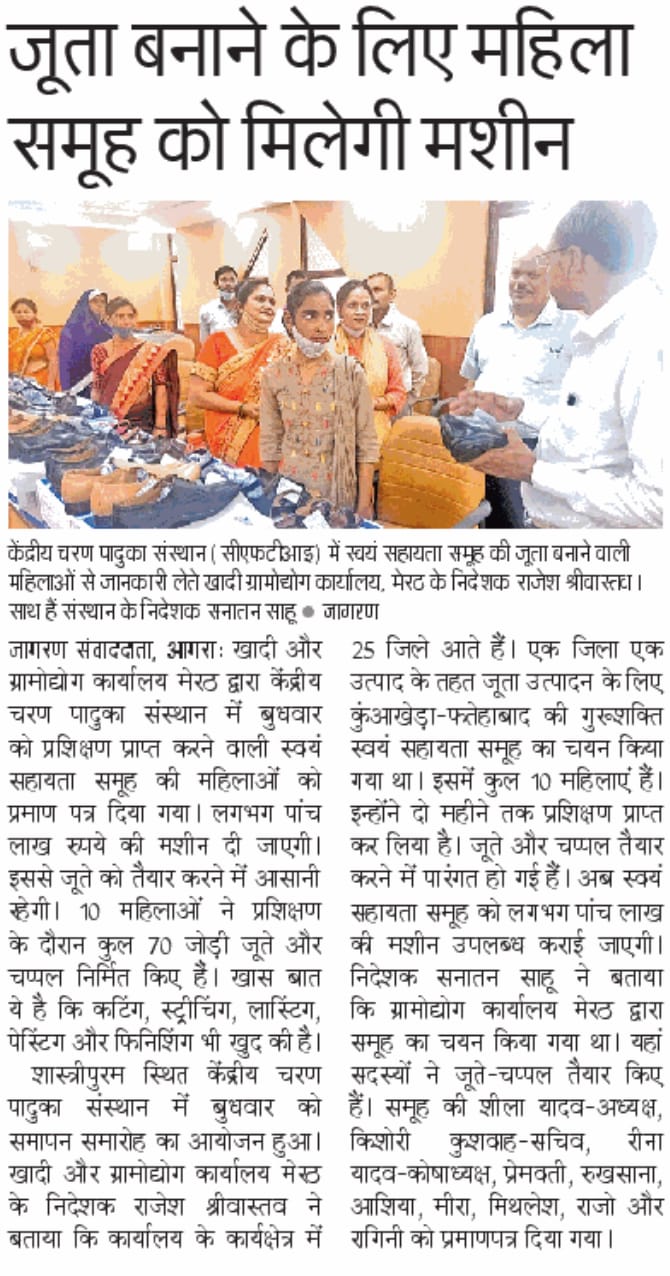 जूता बनाने के लिए महिला
समूह को मिलेगी मशीन
केंद्रीय चरण पादुका संस्थान ( सीएफटीआइ) में स्वयं सहायता समूह की जूता बनाने वाली
महिलाओं से जानकारी लेते खादी ग्रामोद्योग कार्यालय, मेरठ के निदेशक राजेश श्रीवास्तव।
साथ हैं संस्थान के निदेशक सनातन साहू ● जागरण
जागरण संवाददाता, आगराः खादी और
ग्रामोद्योग कार्यालय मेरठ द्वारा केंद्रीय
चरण पादुका संस्थान में बुधवार
को प्रशिक्षण प्राप्त करने वाली स्वयं
सहायता समूह की महिलाओं को
प्रमाण पत्र दिया गया। लगभग पांच
लाख रुपये की मशीन दी जाएगी।
इससे जूते को तैयार करने में आसानी
रहेगी। 10 महिलाओं ने प्रशिक्षण
के दौरान कुल 70 जोड़ी जूते और
चप्पल निर्मित किए हैं। खास बात
ये है कि कटिंग, स्ट्रीचिंग, लास्टिंग,
पेस्टिंग और फिनिशिंग भी खुद की है।
शास्त्रीपुरम स्थित केंद्रीय चरण
पादुका संस्थान में बुधवार को
समापन समारोह का आयोजन हुआ।
खादी और ग्रामोद्योग कार्यालय मेरठ
के निदेशक राजेश श्रीवास्तव ने
बताया कि कार्यालय के कार्यक्षेत्र में
25 जिले आते हैं। एक जिला एक
उत्पाद के तहत जूता उत्पादन के लिए
कुंआखेड़ा-फतेहाबाद की गुरूशक्ति
स्वयं सहायता समूह का चयन किया
गया था। इसमें कुल 10 महिलाएं हैं।
इन्होंने दो महीने तक प्रशिक्षण प्राप्त
कर लिया है। जूते और चप्पल तैयार
करने में पारंगत हो गई हैं। अब स्वयं
सहायता समूह को लगभग पांच लाख
की मशीन उपलब्ध कराई जाएगी।
निदेशक सनातन साहू ने बताया
कि ग्रामोद्योग कार्यालय मेरठ द्वारा
समूह का चयन किया गया था। यहां
सदस्यों ने जूते-चप्पल तैयार किए
हैं। समूह की शीला यादव-अध्यक्ष,
किशोरी कुशवाह-सचिव, रीना
यादव-कोषाध्यक्ष, प्रेमवती, रुखसाना,
आशिया, मीरा, मिथलेश, राजो और
रागिनी को प्रमाणपत्र दिया गया।